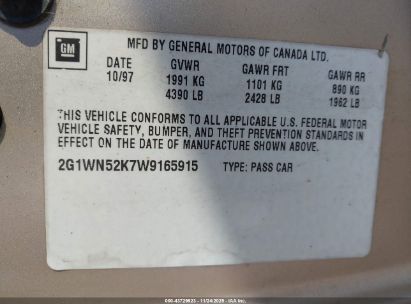 GM
MFD BY GENERAL MOTORS OF CANADA LTD.
DATE GVWR GAWR FRT GAWR RR
10/97 1991 KG 1101 KG 890 KG
4390 LB 2428 LB 1962 LB
THIS VEHICLE CONFORMS TO ALL APPLICABLE U.S. FEDERAL MOTOR
VEHICLE SAFETY, BUMPER, AND THEFT PREVENTION STANDARDS IN
EFFECT ON THE DATE OF MANUFACTURE SHOWN ABOVE.
2G1WN52K7W9165915 TYPE: PASS CAR